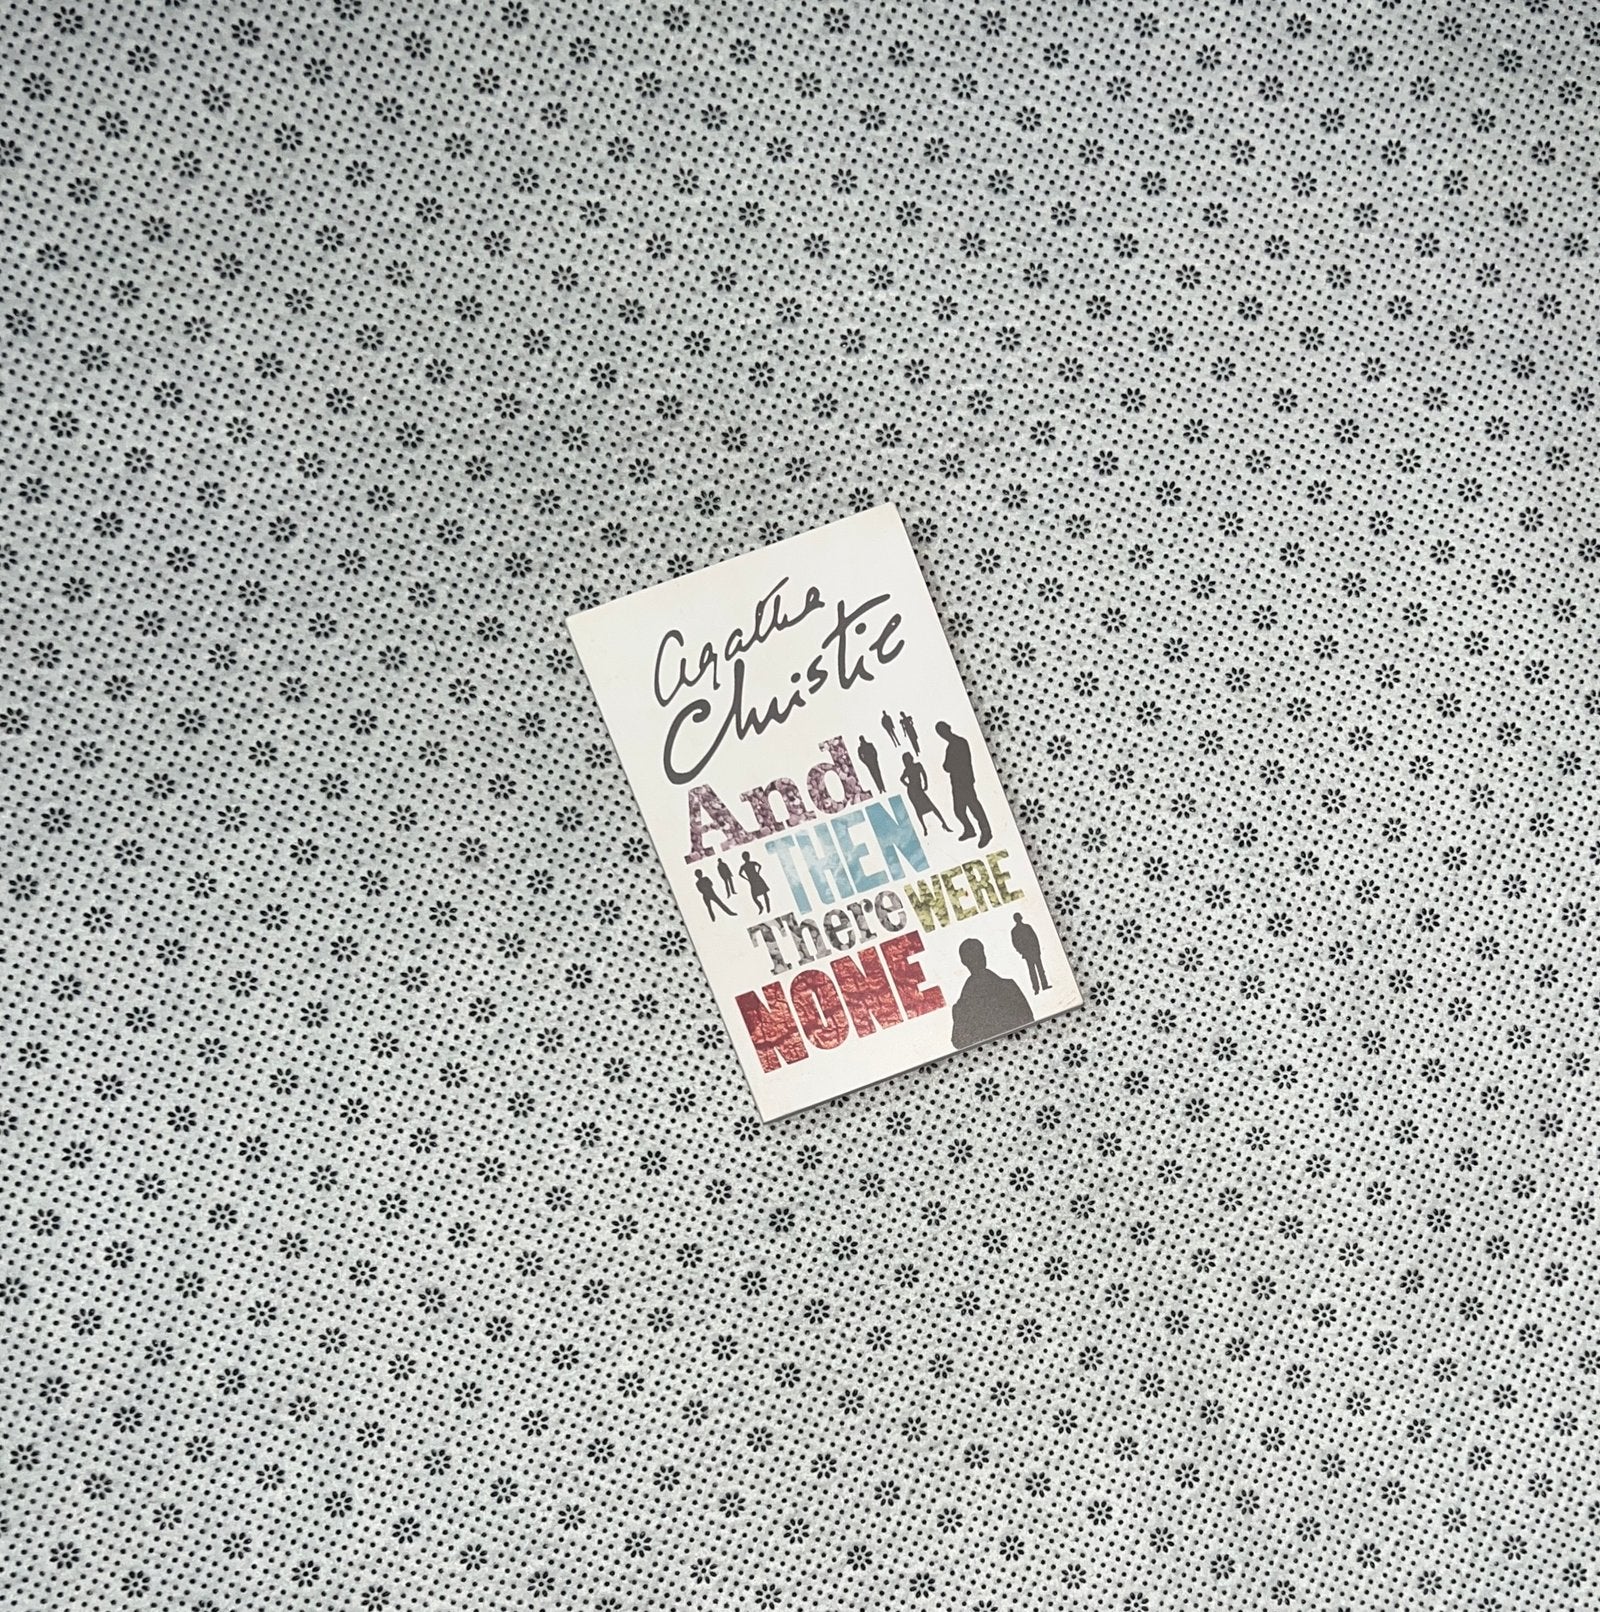 Agatha
Christie
And
THEN
There WERE
NONE